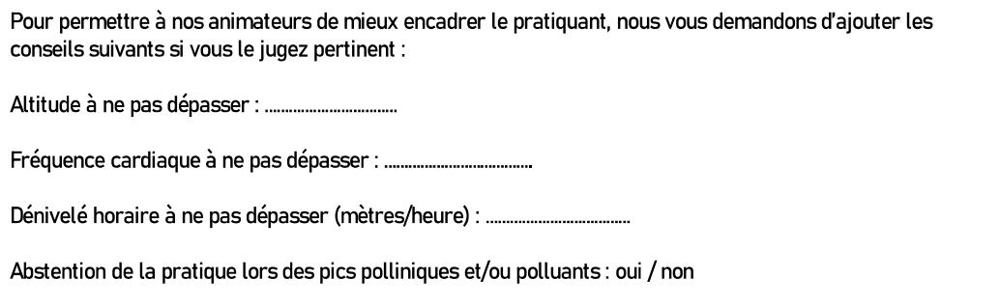 Pour permettre à nos animateurs de mieux encadrer le pratiquant, nous vous demandons d'ajouter les
conseils suivants si vous le jugez pertinent :
Altitude à ne pas dépasser : .................................
Fréquence cardiaque à ne pas dépasser : .....................................
Dénivelé horaire à ne pas dépasser (mètres/heure) : ....................................
Abstention de la pratique lors des pics polliniques et/ou polluants : oui / non